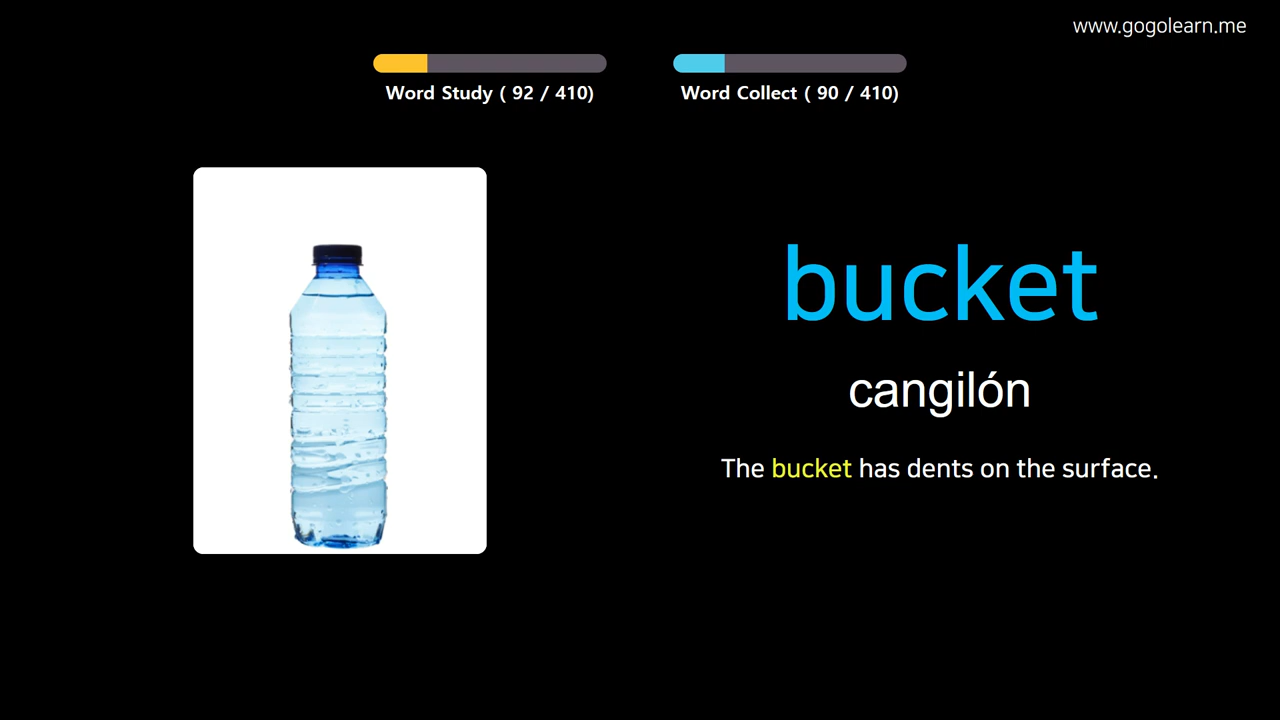 www.gogolearn.me
Word Study ( 92 / 410)
Word Collect ( 90 / 410)
bucket
cangilón
The bucket has dents on the surface.